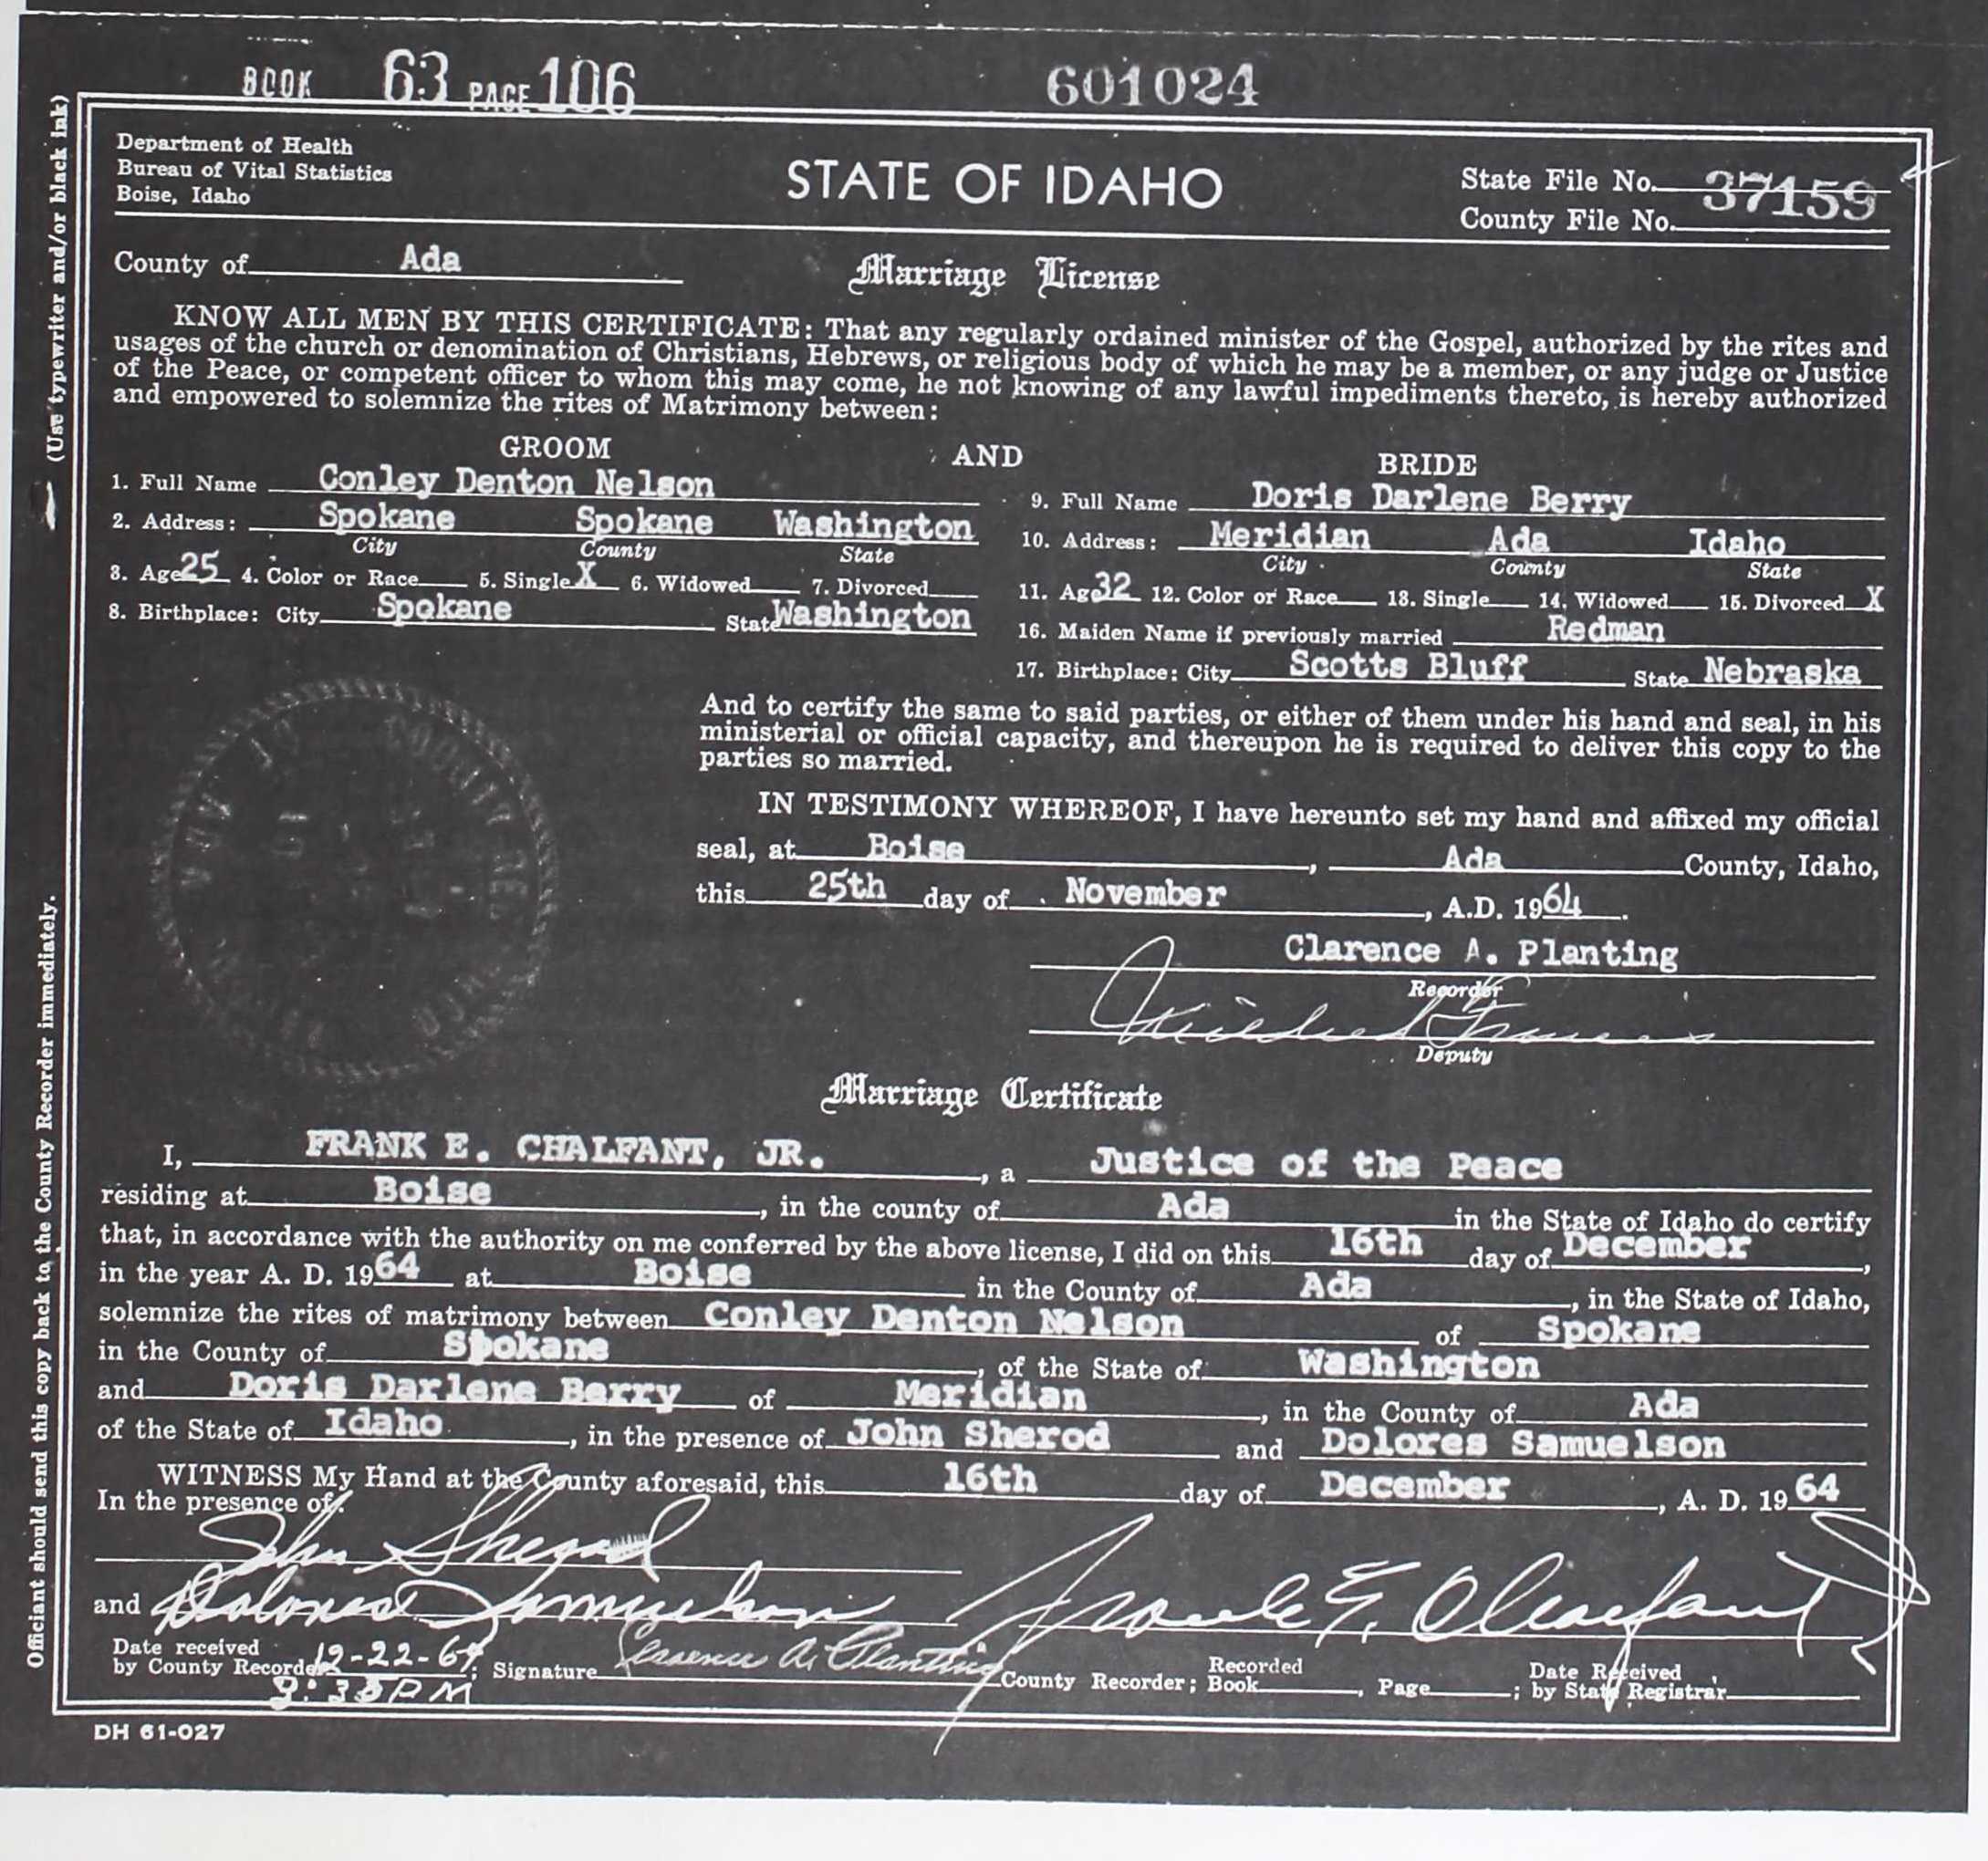 BOOK 63 PAGE 106 601024
Department of Health
Bureau of Vital Statistics
Boise, Idaho
STATE OF IDAHO
State File No. 37159
County File No.
County of Ada
Marriage License
KNOW ALL MEN BY THIS CERTIFICATE: That any regularly ordained minister of the Gospel, authorized by the rites and
usages of the church or denomination of Christians, Hebrews, or religious body of which he may be a member, or any judge or Justice
of the Peace, or competent officer to whom this may come, he not knowing of any lawful impediments thereto, is hereby authorized
and empowered to solemnize the rites of Matrimony between:
GROOM AND BRIDE
1. Full Name Conley Denton Nelson
2. Address: Spokane Spokane Washington
City County State
3. Age 25 4. Color or Race 5. Single X 6. Widowed 7. Divorced
8. Birthplace: City Spokane State Washington
9. Full Name Doris Darlene Berry
10. Address: Meridian Ada Idaho
City County State
11. Age 32 12. Color or Race 13. Single 14. Widowed 15. Divorced X
16. Maiden Name if previously married Redman
17. Birthplace: City Scotts Bluff State Nebraska
And to certify the same to said parties, or either of them under his hand and seal, in his
ministerial or official capacity, and thereupon he is required to deliver this copy to the
parties so married.
IN TESTIMONY WHEREOF, I have hereunto set my hand and affixed my official
seal, at Boise, Ada County, Idaho,
this 25th day of November, A.D. 1964.
Clarence A. Planting
Recorder
Mildred
Deputy
Marriage Certificate
I, FRANK E. CHALFANT, JR., a Justice of the Peace
residing at Boise, in the county of Ada in the State of Idaho do certify
that, in accordance with the authority on me conferred by the above license, I did on this 16th day of December,
in the year A. D. 1964 at Boise in the County of Ada, in the State of Idaho,
solemnize the rites of matrimony between Conley Denton Nelson of Spokane
in the County of Spokane, of the State of Washington
and Doris Darlene Berry of Meridian, in the County of Ada
of the State of Idaho, in the presence of John Sherod and Dolores Samuelson
WITNESS My Hand at the County aforesaid, this 16th day of December, A. D. 1964
In the presence of:
John Sherod
and Dolores Samuelson Frank E. Chalfant Jr
Date received
by County Recorder 12-22-64; Signature Clarence A. Planting County Recorder; Recorded Book, Page; Date Received by State Registrar
PM
DH 61-027
(Use typewriter and/or black ink)
Officiant should send this copy back to the County Recorder immediately.